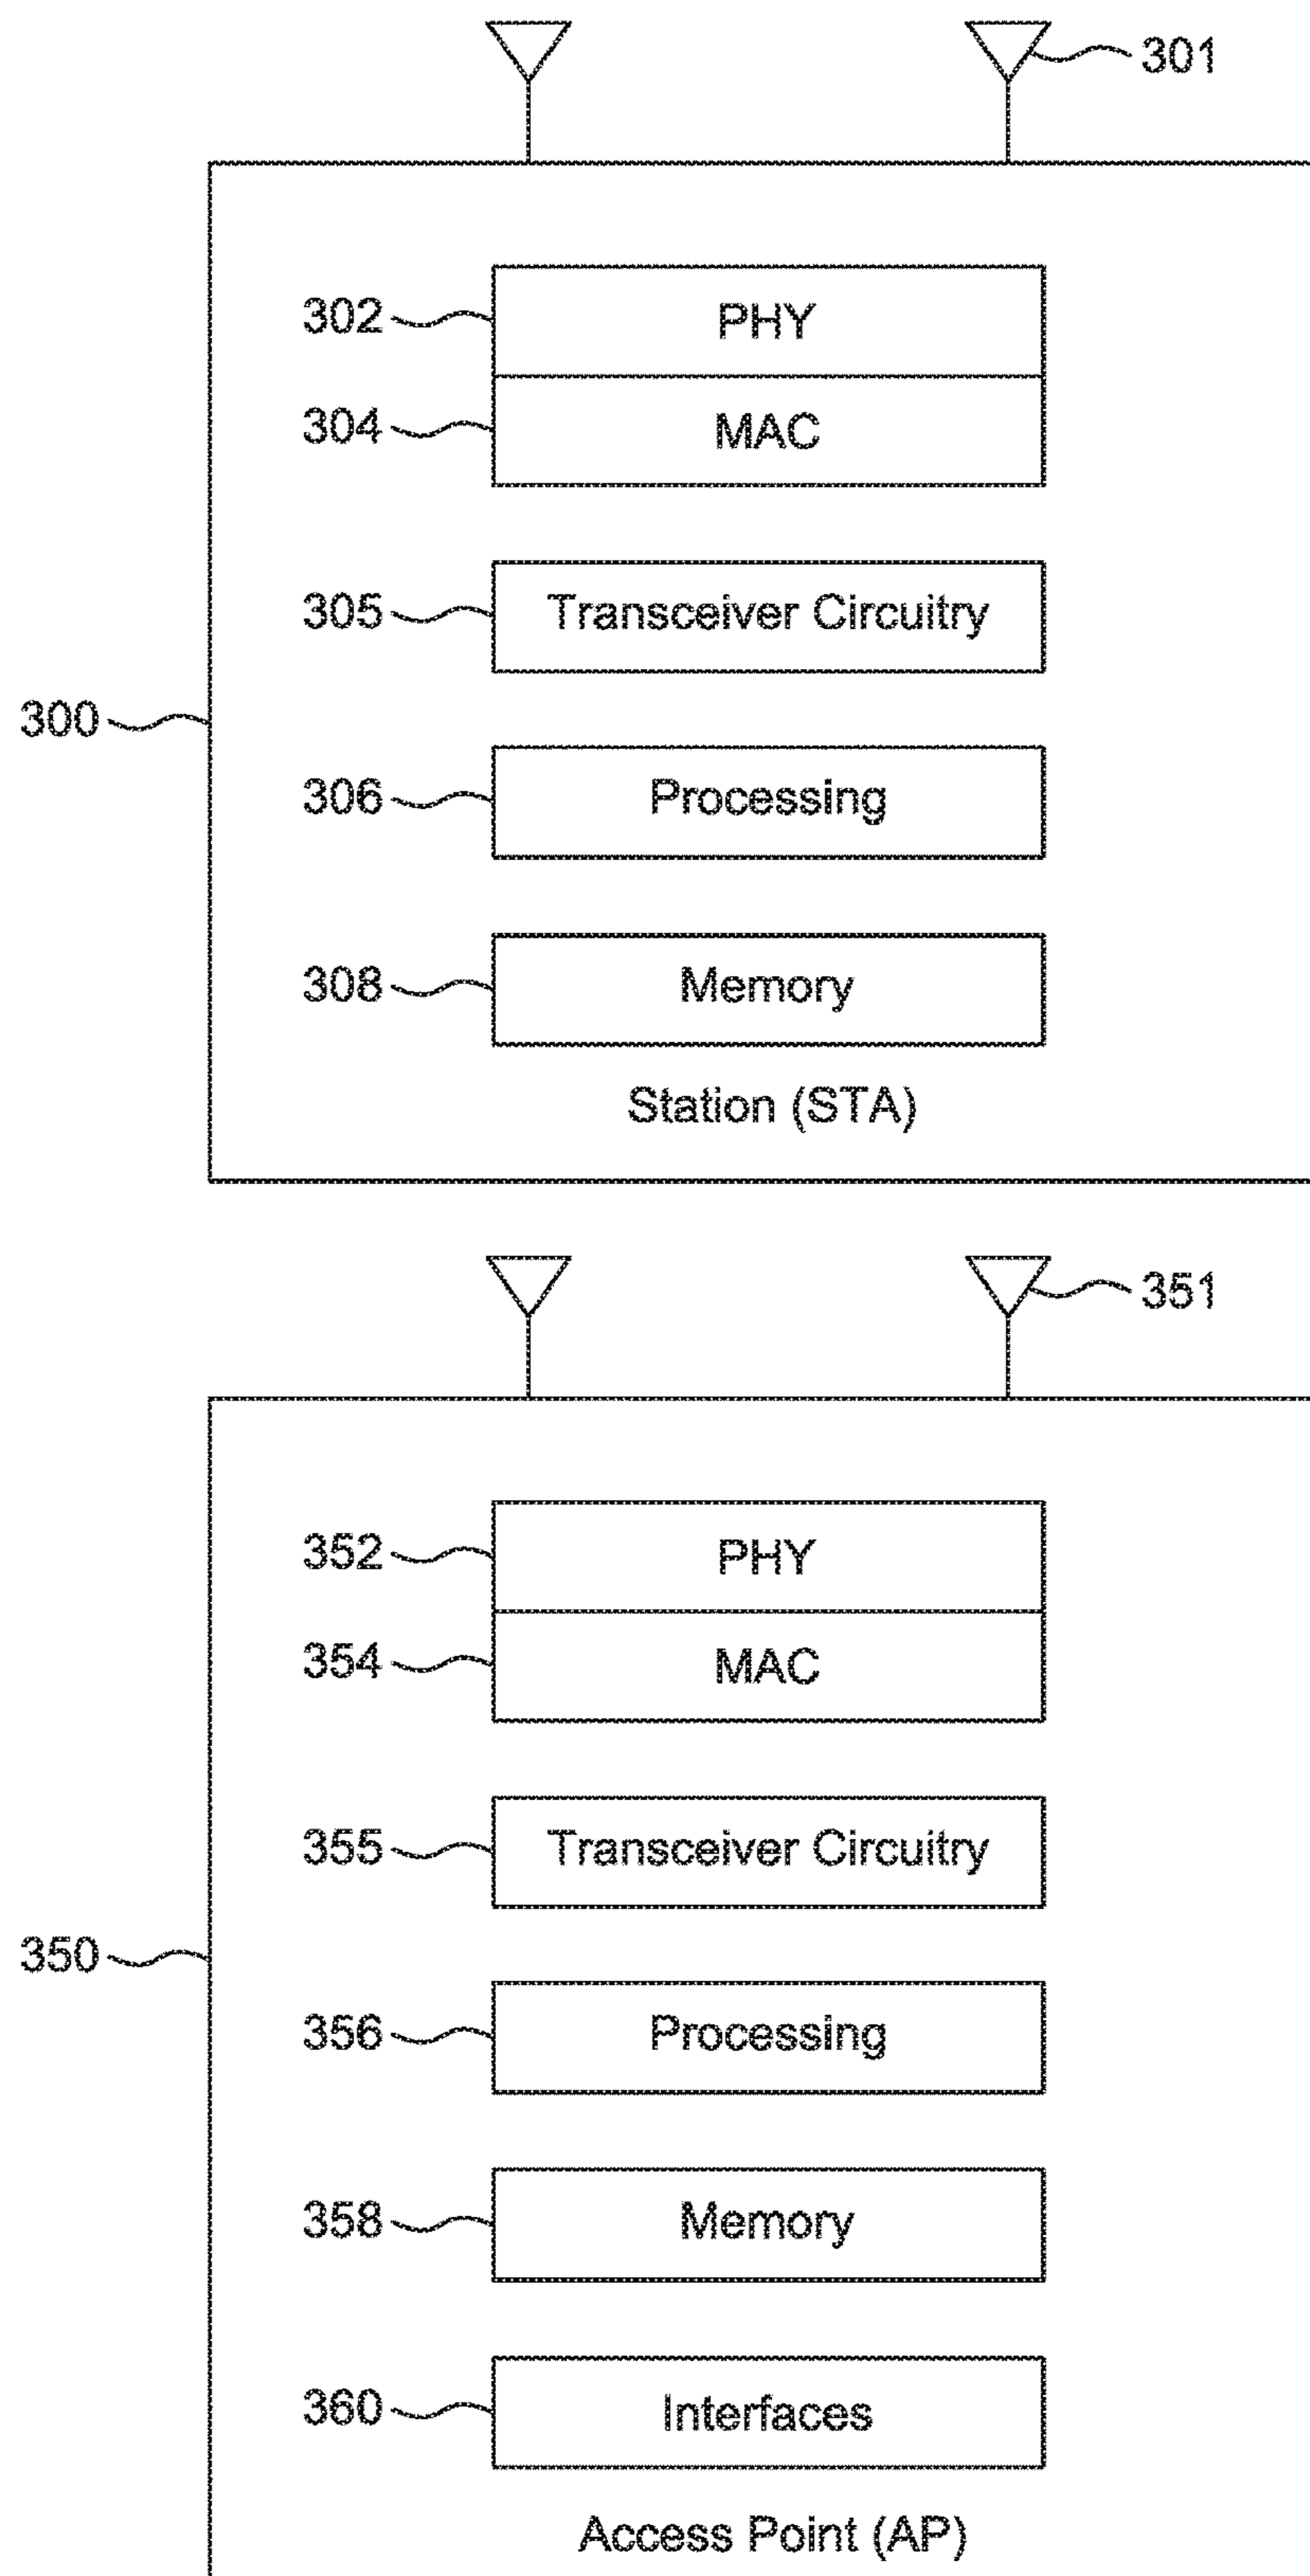 301
302 PHY
304 MAC
305 Transceiver Circuitry
300
306 Processing
308 Memory
Station (STA)
351
352 PHY
354 MAC
355 Transceiver Circuitry
350
356 Processing
358 Memory
360 Interfaces
Access Point (AP)